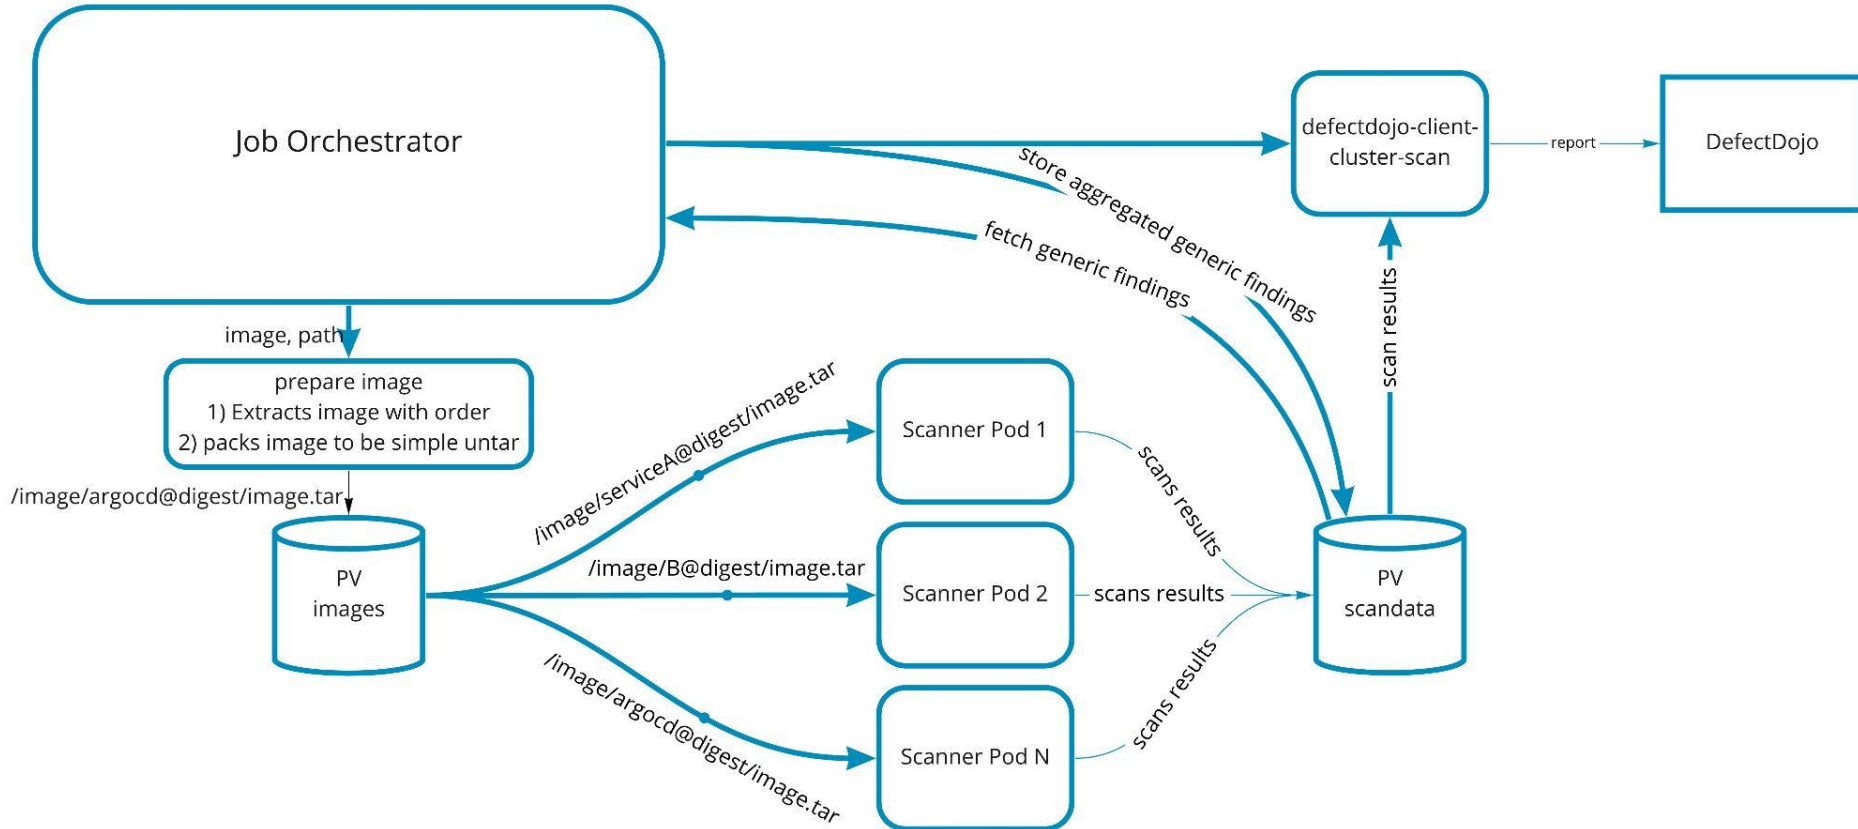 Job Orchestrator
defectdojo-client-
cluster-scan
report
DefectDojo
store aggregated generic findings
fetch generic findings
scan results
image, path
prepare image
1) Extracts image with order
2) packs image to be simple untar
/image/argocd@digest/image.tar
PV
images
/image/serviceA@digest/image.tar
/image/B@digest/image.tar
/image/argocd@digest/image.tar
Scanner Pod 1
Scanner Pod 2
Scanner Pod N
scans results
scans results
scans results
PV
scandata